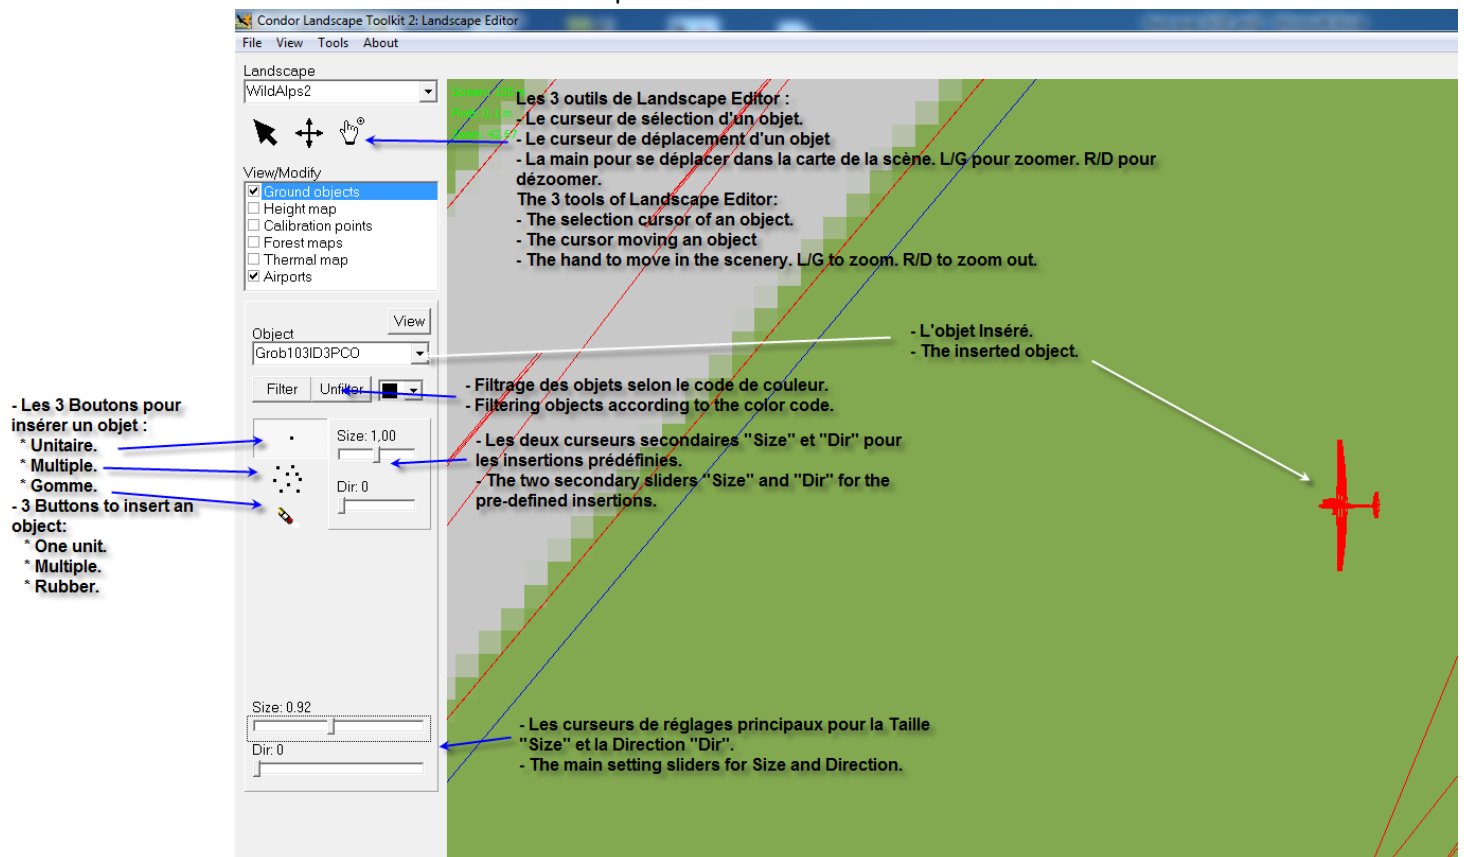 Condor Landscape Toolkit 2: Landscape Editor
File View Tools About
Landscape
WildAlps2
View/Modify
Ground objects
Height map
Calibration points
Forest maps
Thermal map
Airports
View
Object
Grob103ID3PCO
Filter Unfilter
Size: 1,00
Dir: 0
Size: 0.92
Dir: 0
- Les 3 Boutons pour
insérer un objet :
* Unitaire.
* Multiple.
* Gomme.
- 3 Buttons to insert an
object:
* One unit.
* Multiple.
* Rubber.
Les 3 outils de Landscape Editor :
- Le curseur de sélection d'un objet.
- Le curseur de déplacement d'un objet
- La main pour se déplacer dans la carte de la scène. L/G pour zoomer. R/D pour
dézoomer.
The 3 tools of Landscape Editor:
- The selection cursor of an object.
- The cursor moving an object
- The hand to move in the scenery. L/G to zoom. R/D to zoom out.
- L'objet Inséré.
- The inserted object.
- Filtrage des objets selon le code de couleur.
- Filtering objects according to the color code.
- Les deux curseurs secondaires "Size" et "Dir" pour
les insertions prédéfinies.
- The two secondary sliders "Size" and "Dir" for the
pre-defined insertions.
- Les curseurs de réglages principaux pour la Taille
"Size" et la Direction "Dir".
- The main setting sliders for Size and Direction.